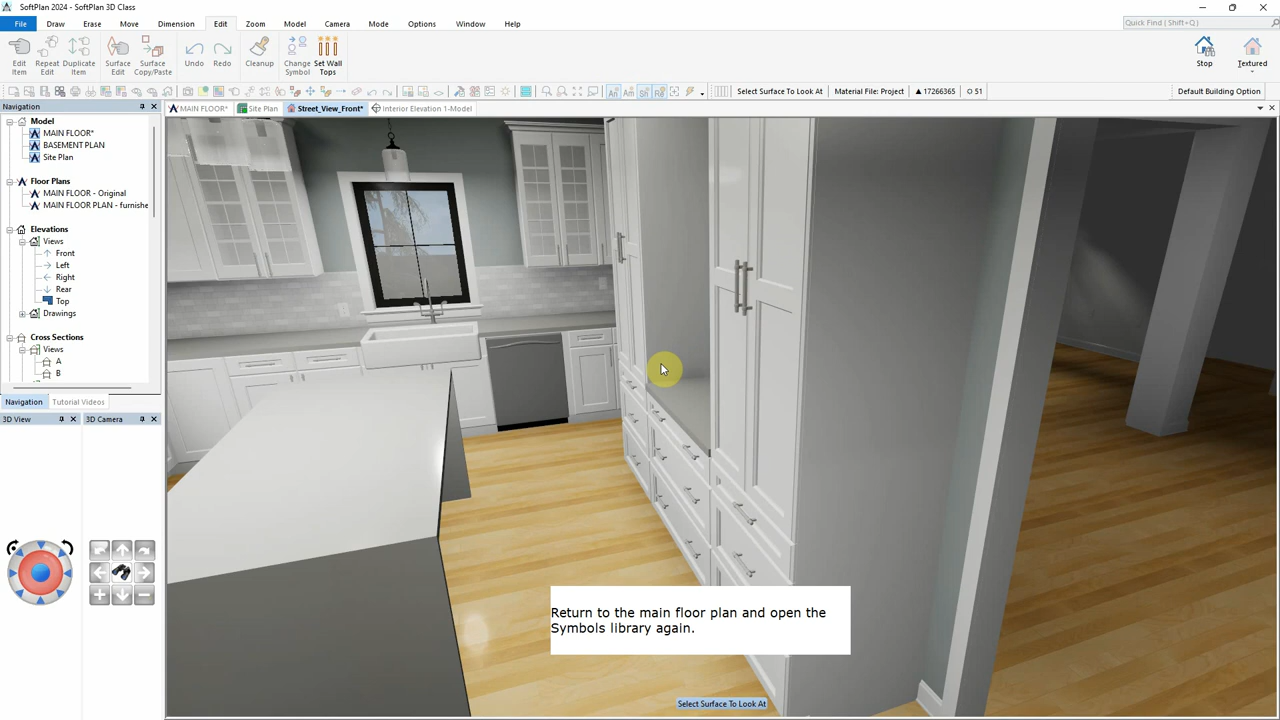 SoftPlan 2024 - SoftPlan 3D Class
File Draw Erase Move Dimension Edit Zoom Model Camera Mode Options Window Help
Quick Find (Shift+Q)
Edit Item
Repeat Edit
Duplicate Item
Surface Edit
Surface Copy/Paste
Undo
Redo
Cleanup
Change Symbol
Set Wall Tops
Stop
Textured
Select Surface To Look At
Material File: Project
▲ 17266365
O 51
Default Building Option
Navigation
MAIN FLOOR*
Site Plan
Street_View_Front*
Interior Elevation 1-Model
Model
MAIN FLOOR*
BASEMENT PLAN
Site Plan
Floor Plans
MAIN FLOOR - Original
MAIN FLOOR PLAN - furnishe
Elevations
Views
Front
Left
Right
Rear
Top
Drawings
Cross Sections
Views
A
B
Navigation
Tutorial Videos
3D View
3D Camera
Return to the main floor plan and open the
Symbols library again.
Select Surface To Look At